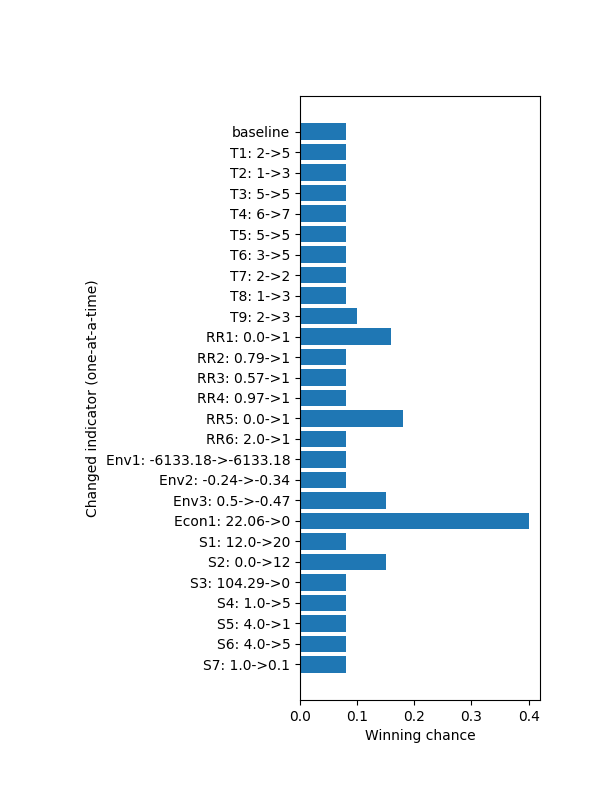 baseline
T1: 2->5
T2: 1->3
T3: 5->5
T4: 6->7
T5: 5->5
T6: 3->5
T7: 2->2
T8: 1->3
T9: 2->3
RR1: 0.0->1
RR2: 0.79->1
RR3: 0.57->1
RR4: 0.97->1
RR5: 0.0->1
RR6: 2.0->1
Env1: -6133.18->-6133.18
Env2: -0.24->-0.34
Env3: 0.5->-0.47
Econ1: 22.06->0
S1: 12.0->20
S2: 0.0->12
S3: 104.29->0
S4: 1.0->5
S5: 4.0->1
S6: 4.0->5
S7: 1.0->0.1
Changed indicator (one-at-a-time)
0.0 0.1 0.2 0.3 0.4
Winning chance